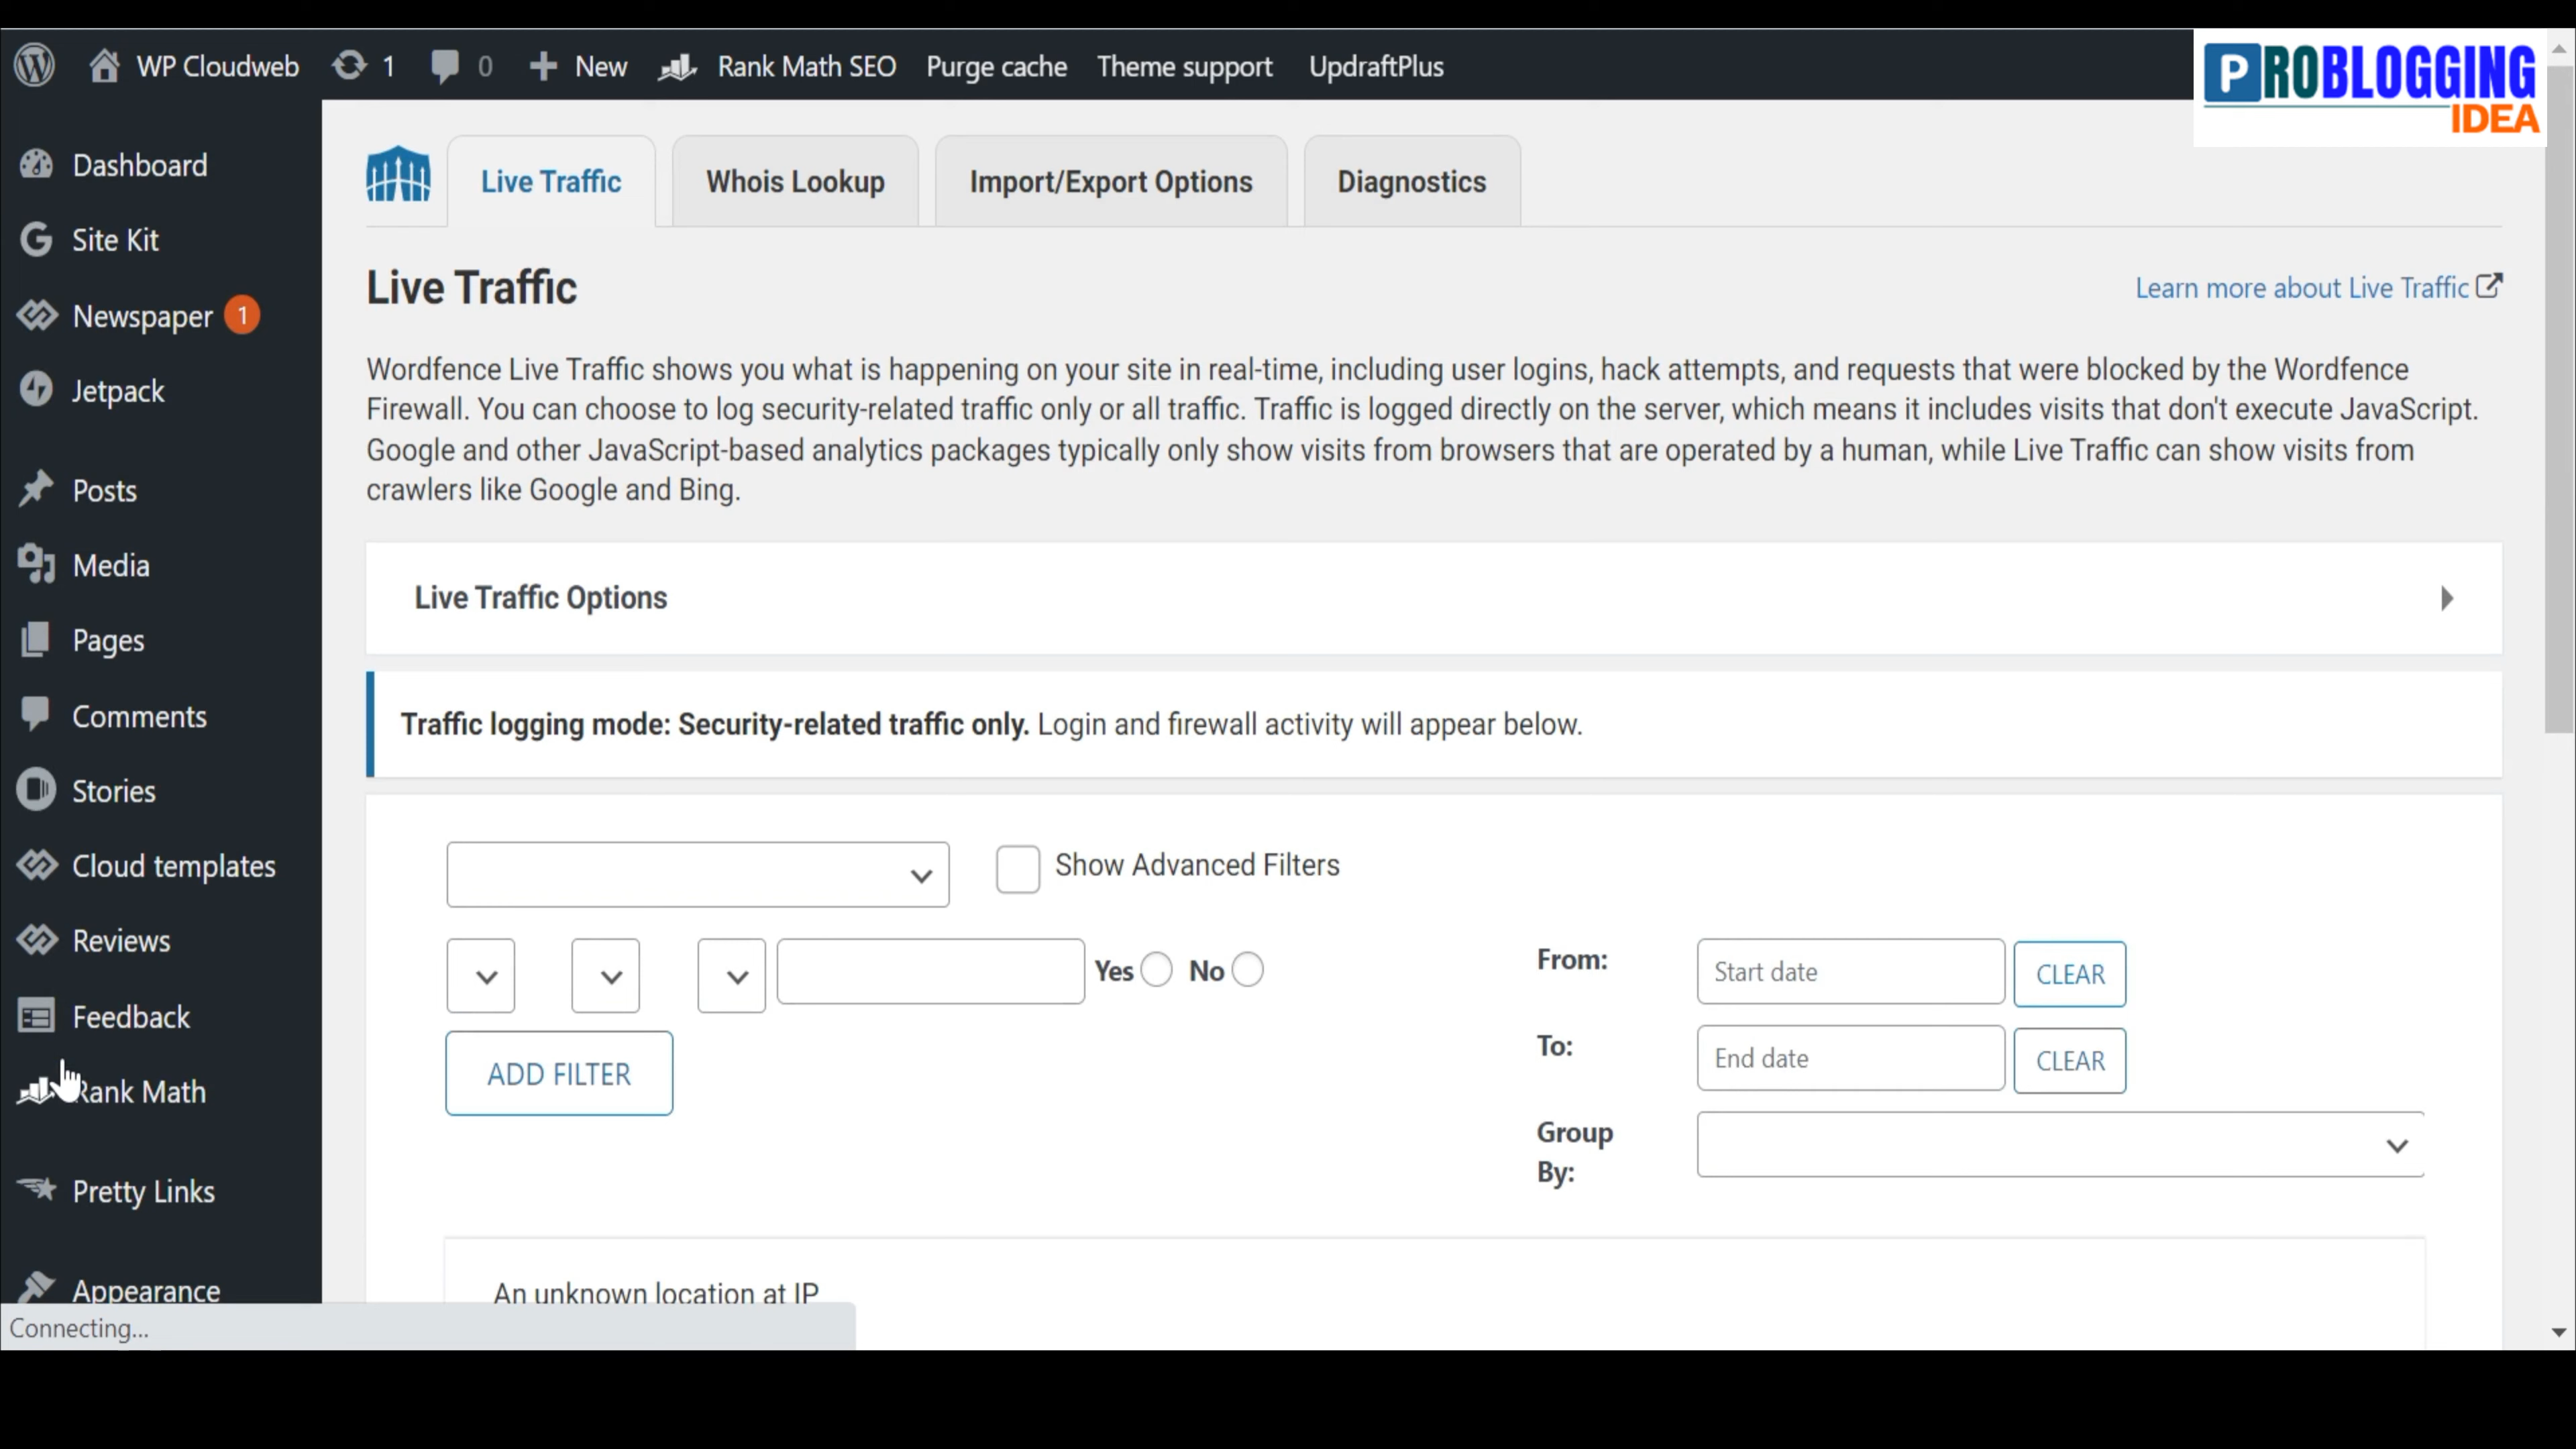 WP Cloudweb 1 0 New Rank Math SEO Purge cache Theme support UpdraftPlus
PROBLOGGING
IDEA
Dashboard
Site Kit
Newspaper 1
Jetpack
Posts
Media
Pages
Comments
Stories
Cloud templates
Reviews
Feedback
Rank Math
Pretty Links
Appearance
Connecting...
Live Traffic Whois Lookup Import/Export Options Diagnostics
Live Traffic
Learn more about Live Traffic
Wordfence Live Traffic shows you what is happening on your site in real-time, including user logins, hack attempts, and requests that were blocked by the Wordfence
Firewall. You can choose to log security-related traffic only or all traffic. Traffic is logged directly on the server, which means it includes visits that don't execute JavaScript.
Google and other JavaScript-based analytics packages typically only show visits from browsers that are operated by a human, while Live Traffic can show visits from
crawlers like Google and Bing.
Live Traffic Options
Traffic logging mode: Security-related traffic only. Login and firewall activity will appear below.
Show Advanced Filters
Yes No
ADD FILTER
From: Start date CLEAR
To: End date CLEAR
Group
By:
An unknown location at IP